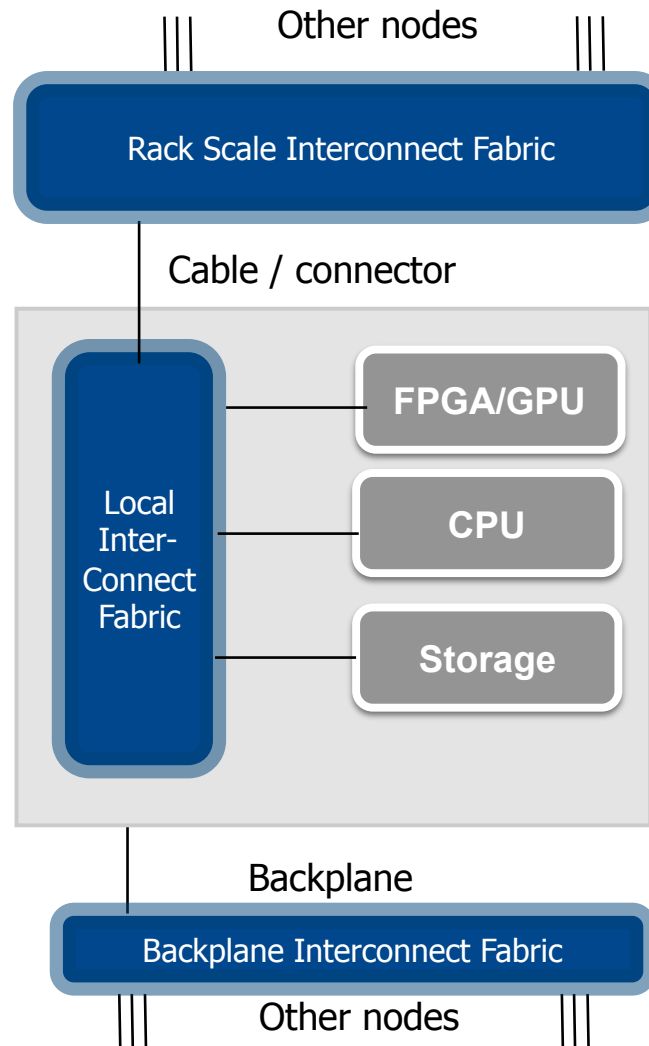 Other nodes
Rack Scale Interconnect Fabric
Cable / connector
FPGA/GPU
Local
Inter-
Connect
Fabric
CPU
Storage
Backplane
Backplane Interconnect Fabric
Other nodes